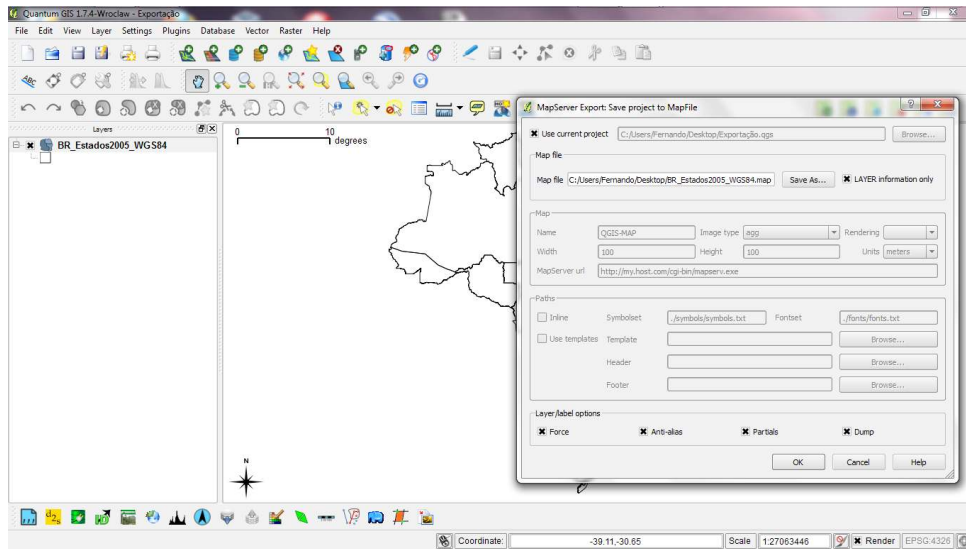 Quantum GIS 1.7.4-Wroclaw - Exportação
File Edit View Layer Settings Plugins Database Vector Raster Help
ABC
Layers
BR_Estados2005_WGS84
0 10
degrees
N
MapServer Export: Save project to MapFile
Use current project C:/Users/Fernando/Desktop/Exportação.qgs Browse...
Map file
Map file C:/Users/Fernando/Desktop/BR_Estados2005_WGS84.map Save As... LAYER information only
Map
Name QGIS-MAP Image type agg Rendering
Width 100 Height 100 Units meters
MapServer url http://my.host.com/cgi-bin/mapserv.exe
Paths
Inline Symbolset ./symbols/symbols.txt Fontset ./fonts/fonts.txt
Use templates Template Browse...
Header Browse...
Footer Browse...
Layer/label options
Force Anti-alias Partials Dump
OK Cancel Help
Coordinate: -39.11,-30.65 Scale 1:27063446 Render EPSG:4326